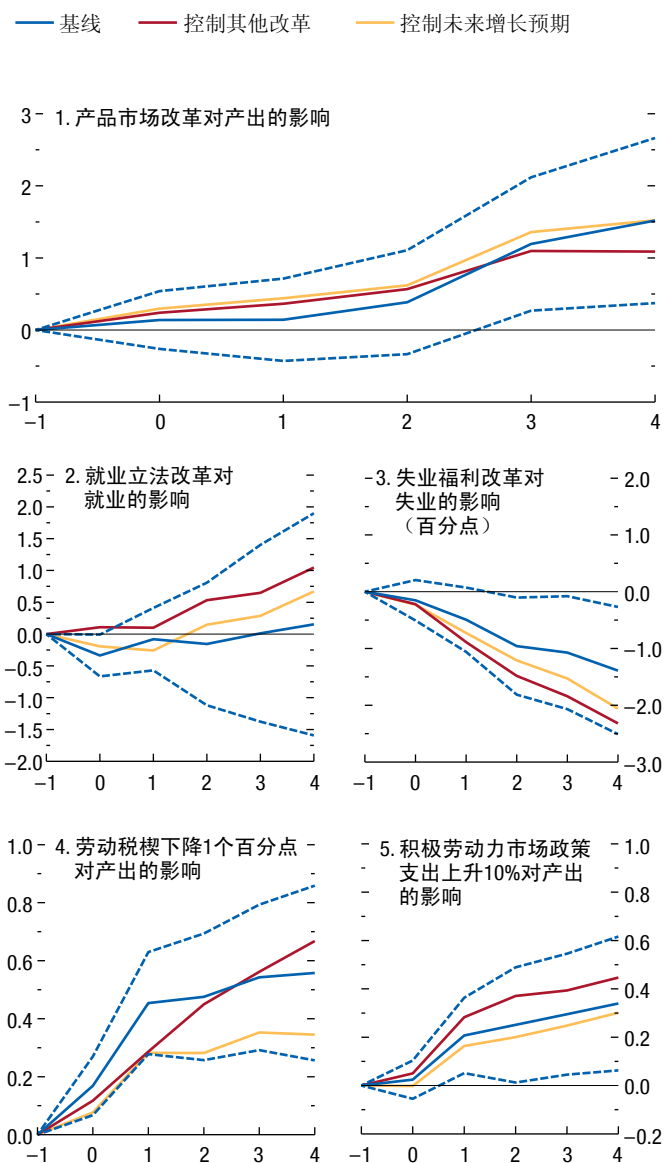 基线 控制其他改革 控制未来增长预期
1. 产品市场改革对产出的影响
3
2
1
0
−1
−1 0 1 2 3 4
2. 就业立法改革对
就业的影响
2.5
2.0
1.5
1.0
0.5
0.0
−0.5
−1.0
−1.5
−2.0
−1 0 1 2 3 4
3. 失业福利改革对
失业的影响
（百分点）
2.0
1.0
0.0
−1.0
−2.0
−3.0
−1 0 1 2 3 4
4. 劳动税楔下降1个百分点
对产出的影响
1.0
0.8
0.6
0.4
0.2
0.0
−1 0 1 2 3 4
5. 积极劳动力市场政策
支出上升10%对产出
的影响
1.0
0.8
0.6
0.4
0.2
0.0
−0.2
−1 0 1 2 3 4